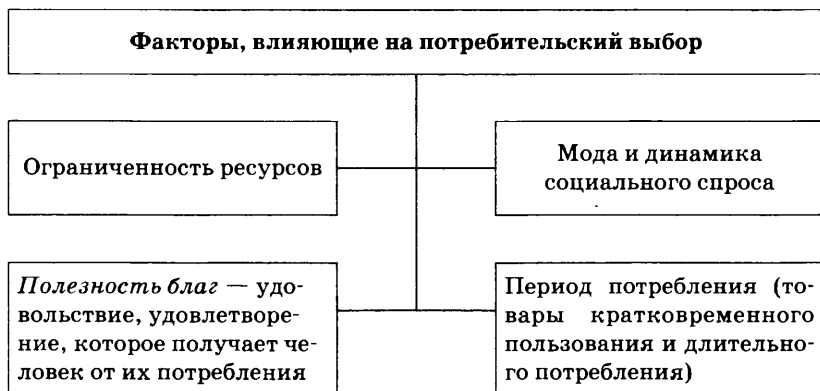 Факторы, влияющие на потребительский выбор
Ограниченность ресурсов
Мода и динамика
социального спроса
Полезность благ — удо-
вольствие, удовлетворе-
ние, которое получает че-
ловек от их потребления
Период потребления (то-
вары кратковременного
пользования и длительно-
го потребления)